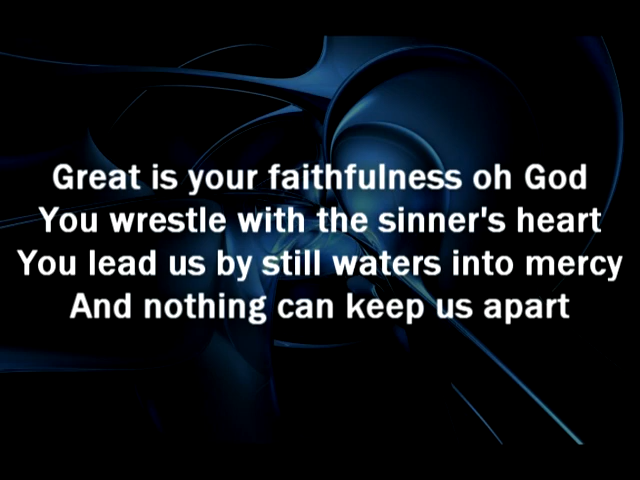 Great is your faithfulness oh God
You wrestle with the sinner's heart
You lead us by still waters into mercy
And nothing can keep us apart